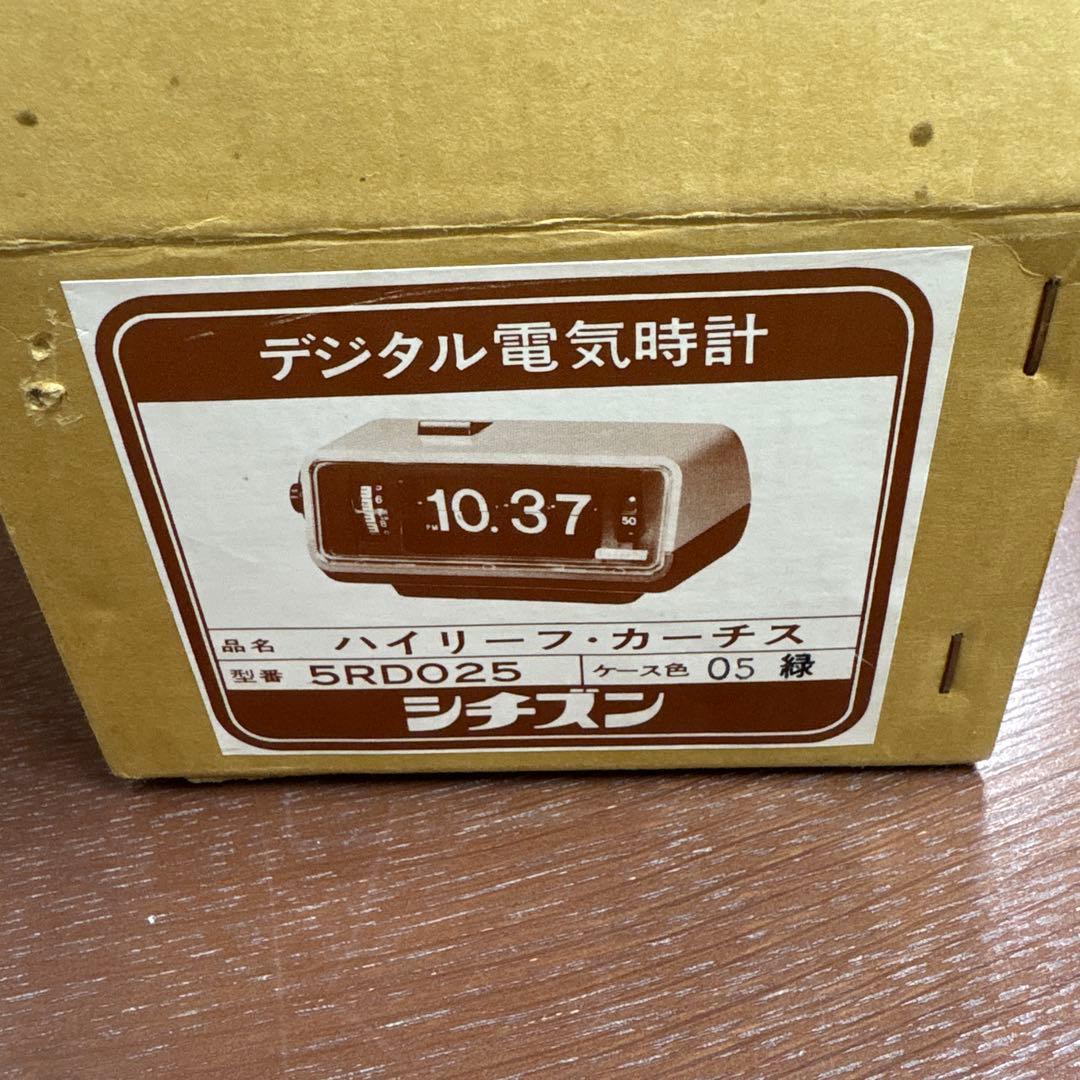 デジタル電気時計
PM 10.37 50
品名 ハイリーフ・カーチス
型番 5RD025 ケース色 05 緑
シチズン